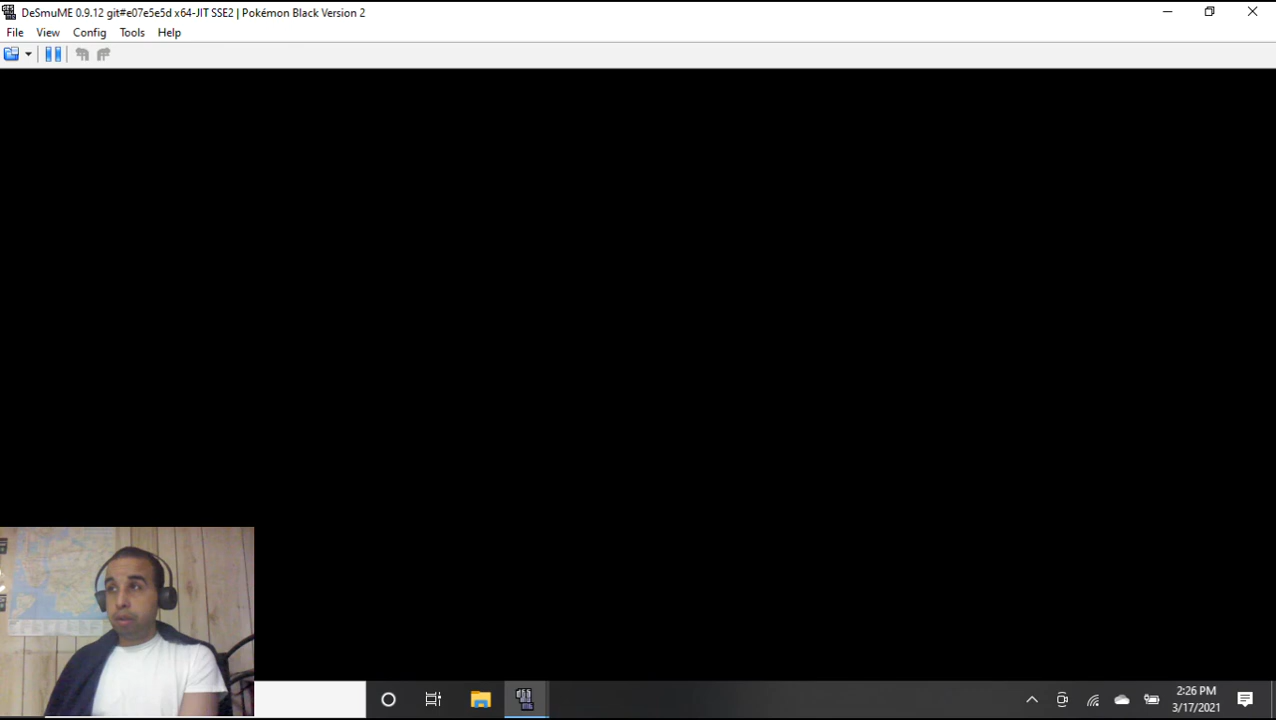 DeSmuME 0.9.12 git#e07e5e5d x64-JIT SSE2 | Pokémon Black Version 2
File View Config Tools Help
2:26 PM
3/17/2021